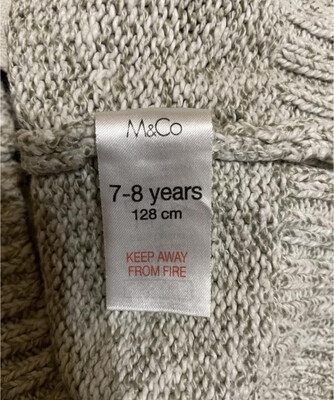 M&Co
7-8 years
128 cm
KEEP AWAY
FROM FIRE